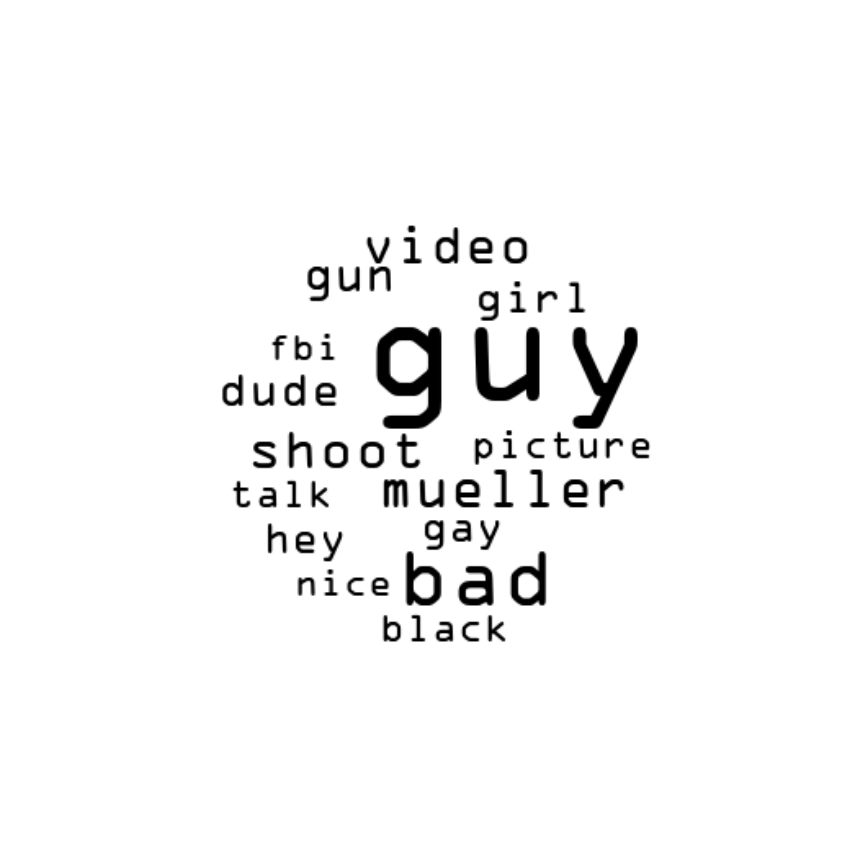 video
gun
girl
guy
fbi
dude
shoot
picture
talk
mueller
hey
gay
nice
bad
black